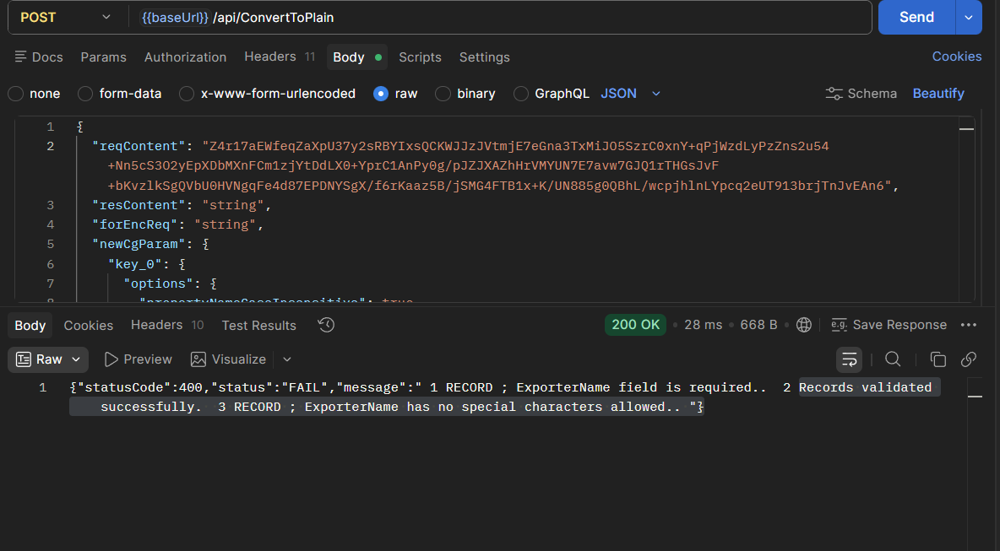 POST {{baseUrl}} /api/ConvertToPlain Send
Docs Params Authorization Headers 11 Body Scripts Settings Cookies
none form-data x-www-form-urlencoded raw binary GraphQL JSON Schema Beautify
1 {
2 "reqContent": "Z4r17aEWfeqZaXpU37y2sRBYIxsQCKWJJzJVtmjE7eGna3TxMiJO5SzrC0xnY+qPjWzdLyPzZns2u54
+Nn5cS3O2yEpXDbMXnFCm1zjYtDdLX0+YprC1AnPy0g/pJZJXAZhHrVMYUN7E7avw7GJQ1rTHGsJvF
+bKvzlkSgQVbU0HVNgqFe4d87EPDNYSgX/f6rKaaz5B/jSMG4FTB1x+K/UN885g0QBhL/wcpjhlnLYpcq2eUT913brjTnJvEAn6",
3 "resContent": "string",
4 "forEncReq": "string",
5 "newCgParam": {
6 "key_0": {
7 "options": {
8 "propertyNameCaseInsensitive": true
Body Cookies Headers 10 Test Results 200 OK • 28 ms • 668 B • e.g. Save Response
Raw Preview Visualize
1 {"statusCode":400,"status":"FAIL","message":" 1 RECORD ; ExporterName field is required.. 2 Records validated
successfully. 3 RECORD ; ExporterName has no special characters allowed.. "}